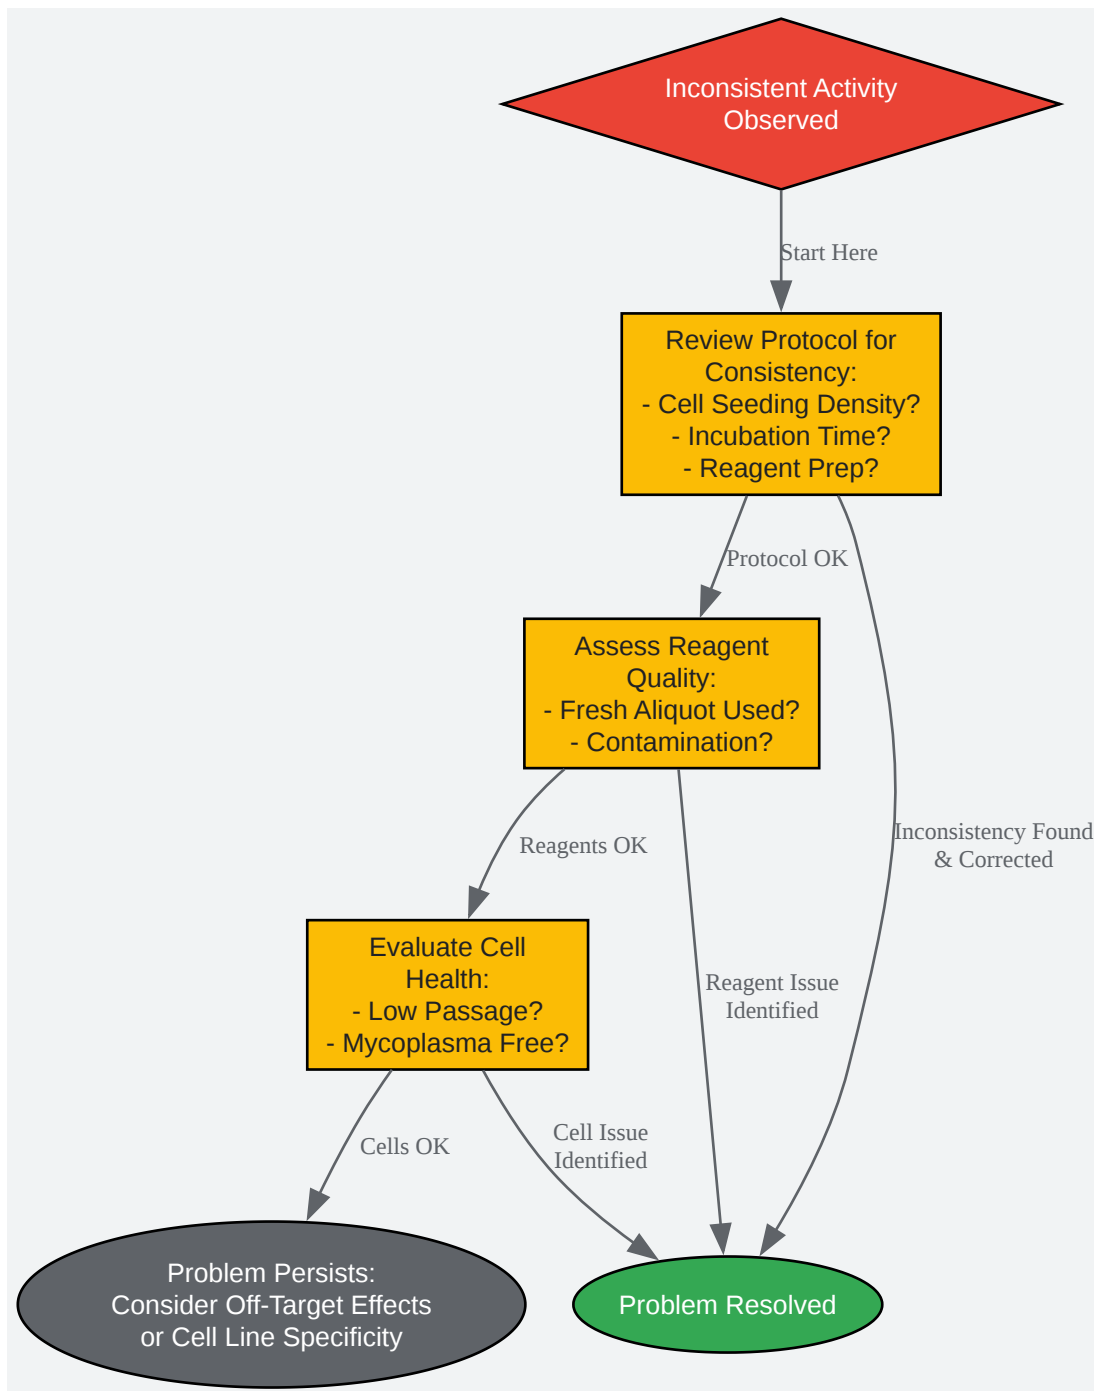 Inconsistent Activity
Observed
Start Here
Review Protocol for
Consistency:
- Cell Seeding Density?
- Incubation Time?
- Reagent Prep?
Protocol OK
Assess Reagent
Quality:
- Fresh Aliquot Used?
- Contamination?
Inconsistency Found
& Corrected
Reagents OK
Evaluate Cell
Health:
- Low Passage?
- Mycoplasma Free?
Reagent Issue
Identified
Cells OK
Cell Issue
Identified
Problem Persists:
Consider Off-Target Effects
or Cell Line Specificity
Problem Resolved